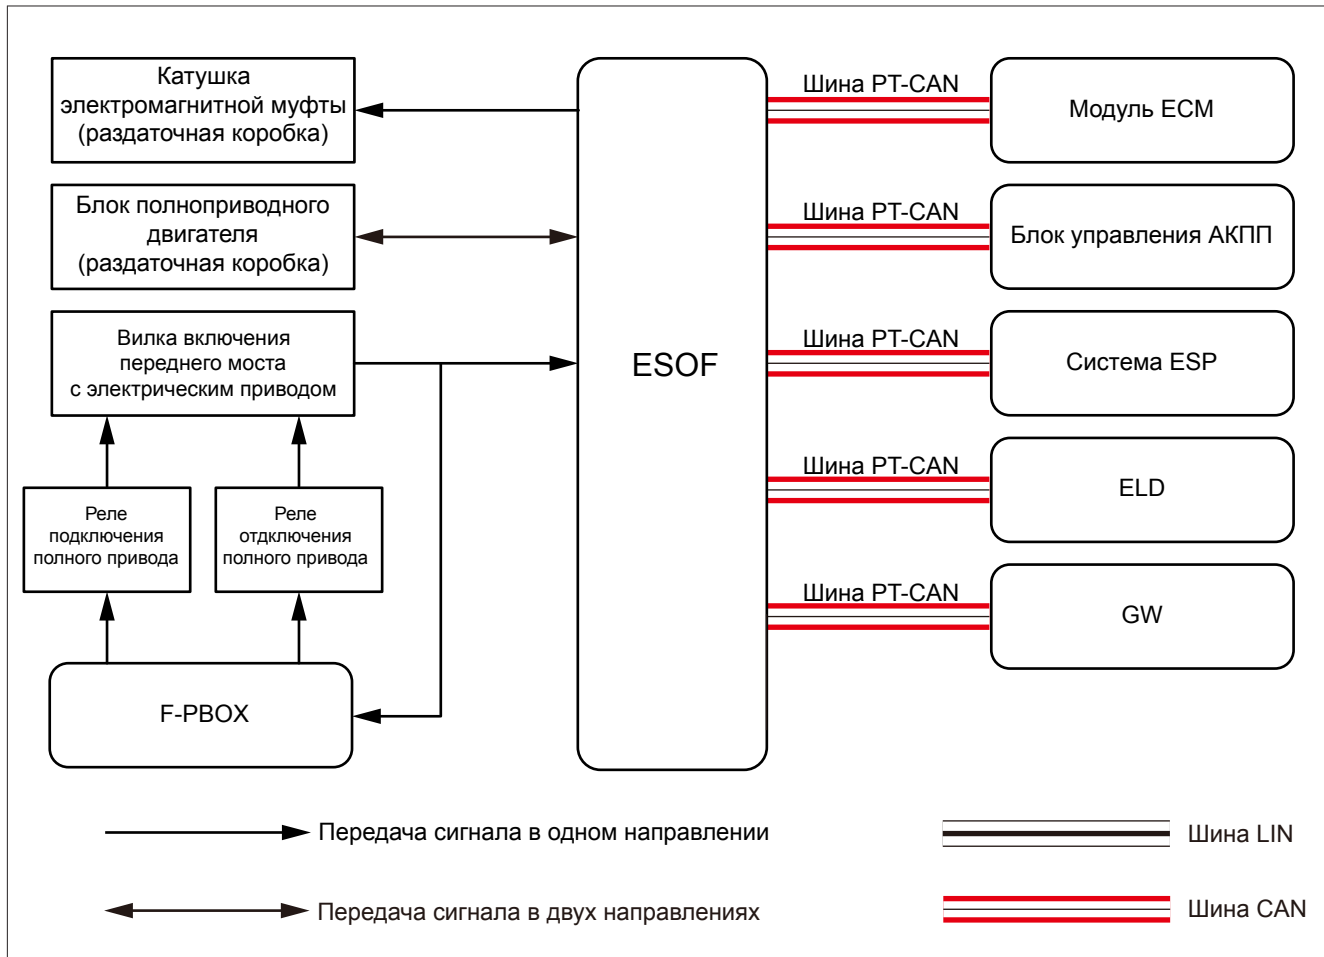 Катушка
электромагнитной муфты
(раздаточная коробка)
Блок полноприводного
двигателя
(раздаточная коробка)
Вилка включения
переднего моста
с электрическим приводом
Реле
подключения
полного привода
Реле
отдключения
полного привода
F-PBOX
ESOF
Шина PT-CAN
Модуль ECM
Шина PT-CAN
Блок управления АКПП
Шина PT-CAN
Система ESP
Шина PT-CAN
ELD
Шина PT-CAN
GW
Передача сигнала в одном направлении
Шина LIN
Передача сигнала в двух направлениях
Шина CAN